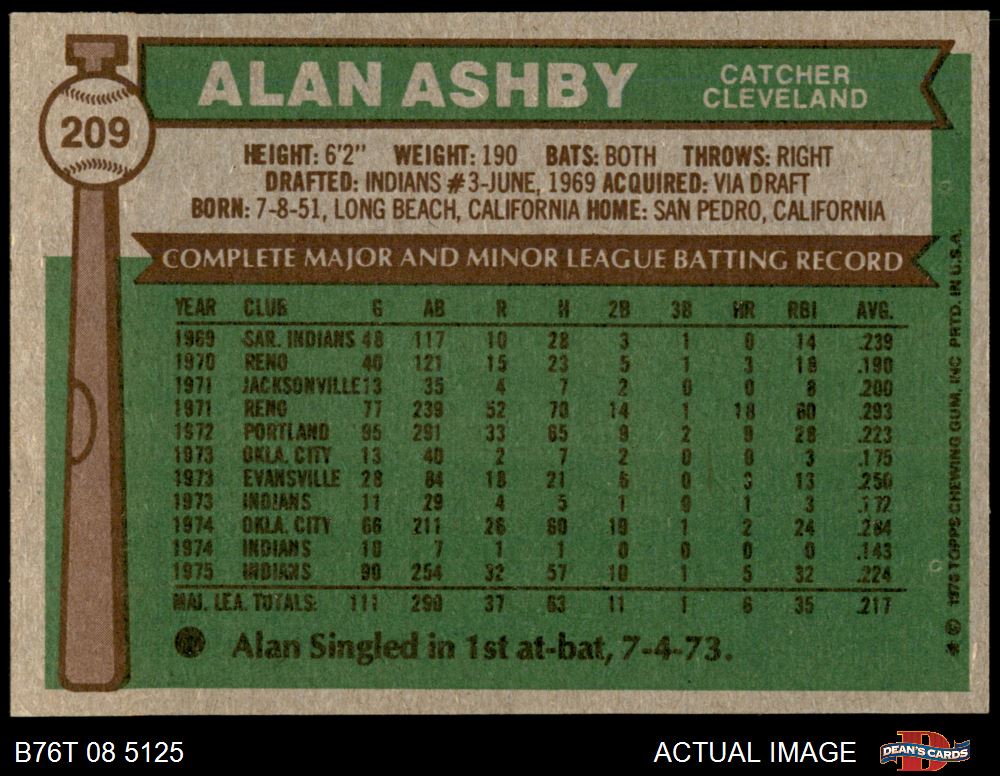 209
ALAN ASHBY
CATCHER
CLEVELAND
HEIGHT: 6'2" WEIGHT: 190 BATS: BOTH THROWS: RIGHT
DRAFTED: INDIANS #3-JUNE, 1969 ACQUIRED: VIA DRAFT
BORN: 7-8-51, LONG BEACH, CALIFORNIA HOME: SAN PEDRO, CALIFORNIA
COMPLETE MAJOR AND MINOR LEAGUE BATTING RECORD
YEAR CLUB G AB R H 2B 3B HR RBI AVG.
1969 SAR. INDIANS 48 117 10 28 3 1 0 14 .239
1970 RENO 40 121 15 23 5 1 3 18 .190
1971 JACKSONVILLE 13 35 4 7 2 0 0 8 .200
1971 RENO 77 239 52 70 14 1 18 60 .293
1972 PORTLAND 95 291 33 65 9 2 9 28 .223
1973 OKLA. CITY 13 40 2 7 2 0 0 3 .175
1973 EVANSVILLE 28 84 18 21 6 0 3 13 .250
1973 INDIANS 11 29 4 5 1 0 1 3 .172
1974 OKLA. CITY 66 211 26 60 10 1 2 24 .284
1974 INDIANS 10 7 1 1 0 0 0 0 .143
1975 INDIANS 90 254 32 57 10 1 5 32 .224
MAJ. LEA. TOTALS: 111 290 37 63 11 1 6 35 .217
Alan Singled in 1st at-bat, 7-4-73.
* © 1976 TOPPS CHEWING GUM, INC. PRTD. IN U.S.A.
B76T 08 5125
ACTUAL IMAGE
DEAN'S CARDS